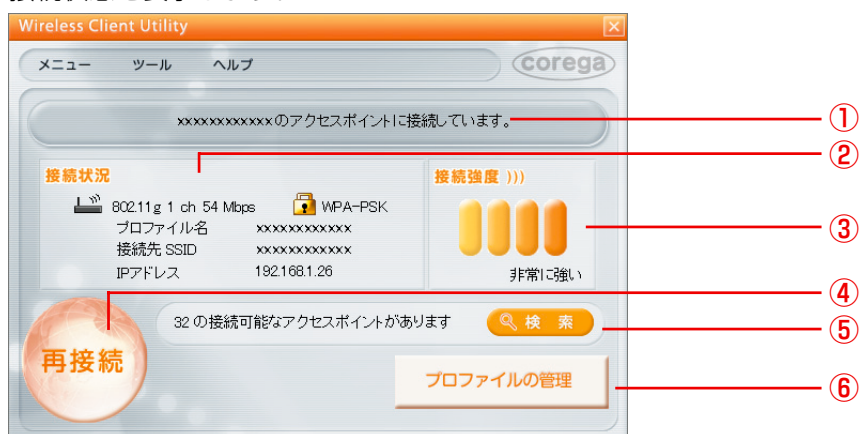 Wireless Client Utility
メニュー ツール ヘルプ corega
xxxxxxxxxxxxのアクセスポイントに接続しています。
①
②
接続状況
接続強度 )))
802.11g 1 ch 54 Mbps WPA-PSK
プロファイル名 xxxxxxxxxxxx
接続先 SSID xxxxxxxxxxxx
IPアドレス 192.168.1.26
非常に強い
③
④
32 の接続可能なアクセスポイントがあります 検 索
⑤
再接続
プロファイルの管理
⑥